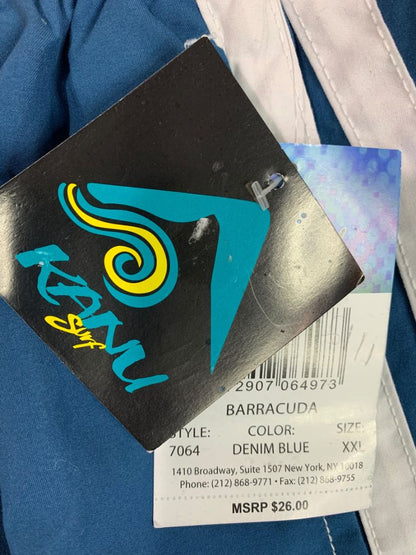 KANU
Surf
2907 064973
BARRACUDA
STYLE: COLOR: SIZE:
7064 DENIM BLUE XXL
1410 Broadway, Suite 1507 New York, NY 10018
Phone: (212) 868-9771 • Fax: (212) 868-9755
MSRP $26.00